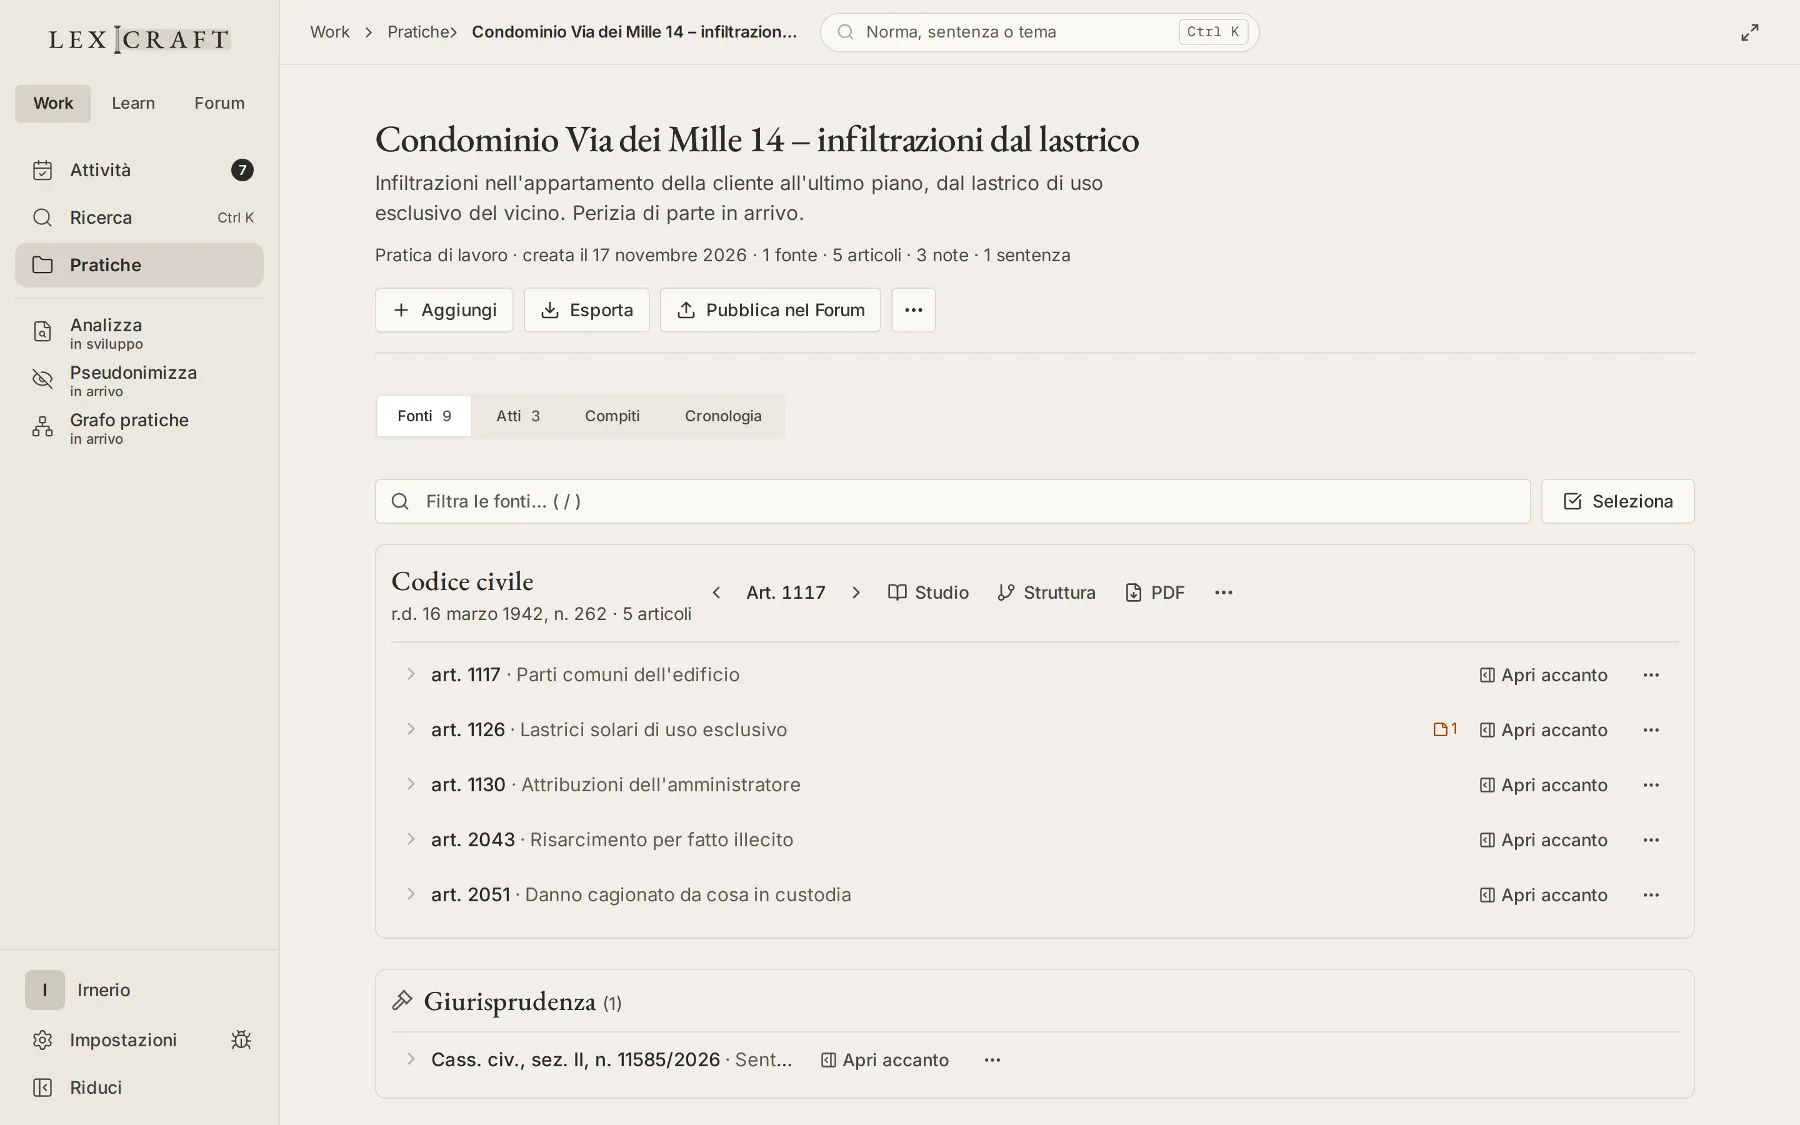 LEX CRAFT
Work Learn Forum
Attività 7
Ricerca Ctrl K
Pratiche
Analizza
in sviluppo
Pseudonimizza
in arrivo
Grafo pratiche
in arrivo
I Irnerio
Impostazioni
Riduci
Work > Pratiche> Condominio Via dei Mille 14 – infiltrazion...
Norma, sentenza o tema Ctrl K
Condominio Via dei Mille 14 – infiltrazioni dal lastrico
Infiltrazioni nell'appartamento della cliente all'ultimo piano, dal lastrico di uso
esclusivo del vicino. Perizia di parte in arrivo.
Pratica di lavoro · creata il 17 novembre 2026 · 1 fonte · 5 articoli · 3 note · 1 sentenza
Aggiungi Esporta Pubblica nel Forum ...
Fonti 9 Atti 3 Compiti Cronologia
Filtra le fonti... ( / ) Seleziona
Codice civile
r.d. 16 marzo 1942, n. 262 · 5 articoli
Art. 1117 Studio Struttura PDF ...
art. 1117 · Parti comuni dell'edificio Apri accanto ...
art. 1126 · Lastrici solari di uso esclusivo 1 Apri accanto ...
art. 1130 · Attribuzioni dell'amministratore Apri accanto ...
art. 2043 · Risarcimento per fatto illecito Apri accanto ...
art. 2051 · Danno cagionato da cosa in custodia Apri accanto ...
Giurisprudenza (1)
Cass. civ., sez. II, n. 11585/2026 · Sent... Apri accanto ...